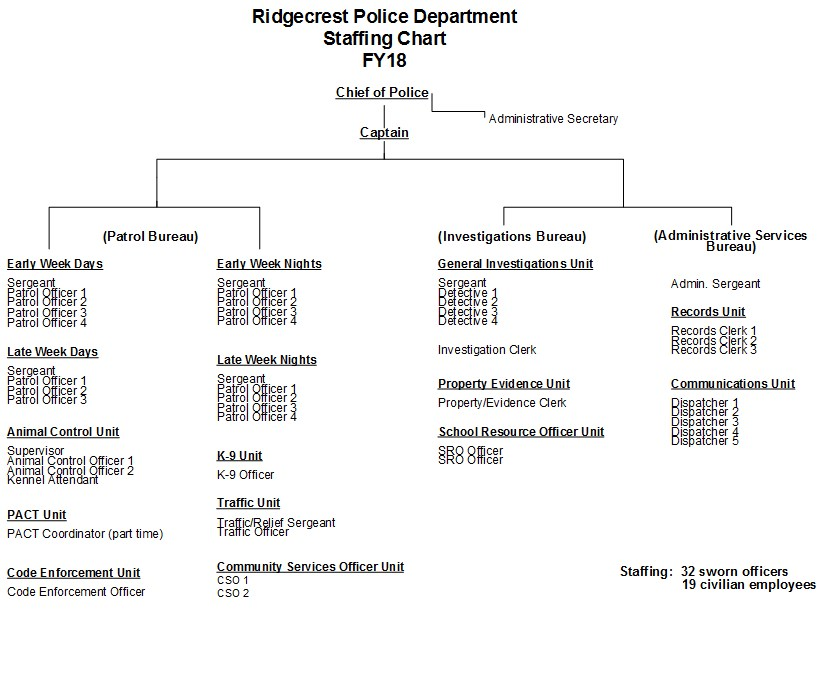 Ridgecrest Police Department
Staffing Chart
FY18
Chief of Police
Administrative Secretary
Captain
(Patrol Bureau)
Early Week Days
Sergeant
Patrol Officer 1
Patrol Officer 2
Patrol Officer 3
Patrol Officer 4
Late Week Days
Sergeant
Patrol Officer 1
Patrol Officer 2
Patrol Officer 3
Animal Control Unit
Supervisor
Animal Control Officer 1
Animal Control Officer 2
Kennel Attendant
PACT Unit
PACT Coordinator (part time)
Code Enforcement Unit
Code Enforcement Officer
Early Week Nights
Sergeant
Patrol Officer 1
Patrol Officer 2
Patrol Officer 3
Patrol Officer 4
Late Week Nights
Sergeant
Patrol Officer 1
Patrol Officer 2
Patrol Officer 3
Patrol Officer 4
K-9 Unit
K-9 Officer
Traffic Unit
Traffic/Relief Sergeant
Traffic Officer
Community Services Officer Unit
CSO 1
CSO 2
(Investigations Bureau)
General Investigations Unit
Sergeant
Detective 1
Detective 2
Detective 3
Detective 4
Investigation Clerk
Property Evidence Unit
Property/Evidence Clerk
School Resource Officer Unit
SRO Officer
SRO Officer
(Administrative Services
Bureau)
Admin. Sergeant
Records Unit
Records Clerk 1
Records Clerk 2
Records Clerk 3
Communications Unit
Dispatcher 1
Dispatcher 2
Dispatcher 3
Dispatcher 4
Dispatcher 5
Staffing: 32 sworn officers
19 civilian employees